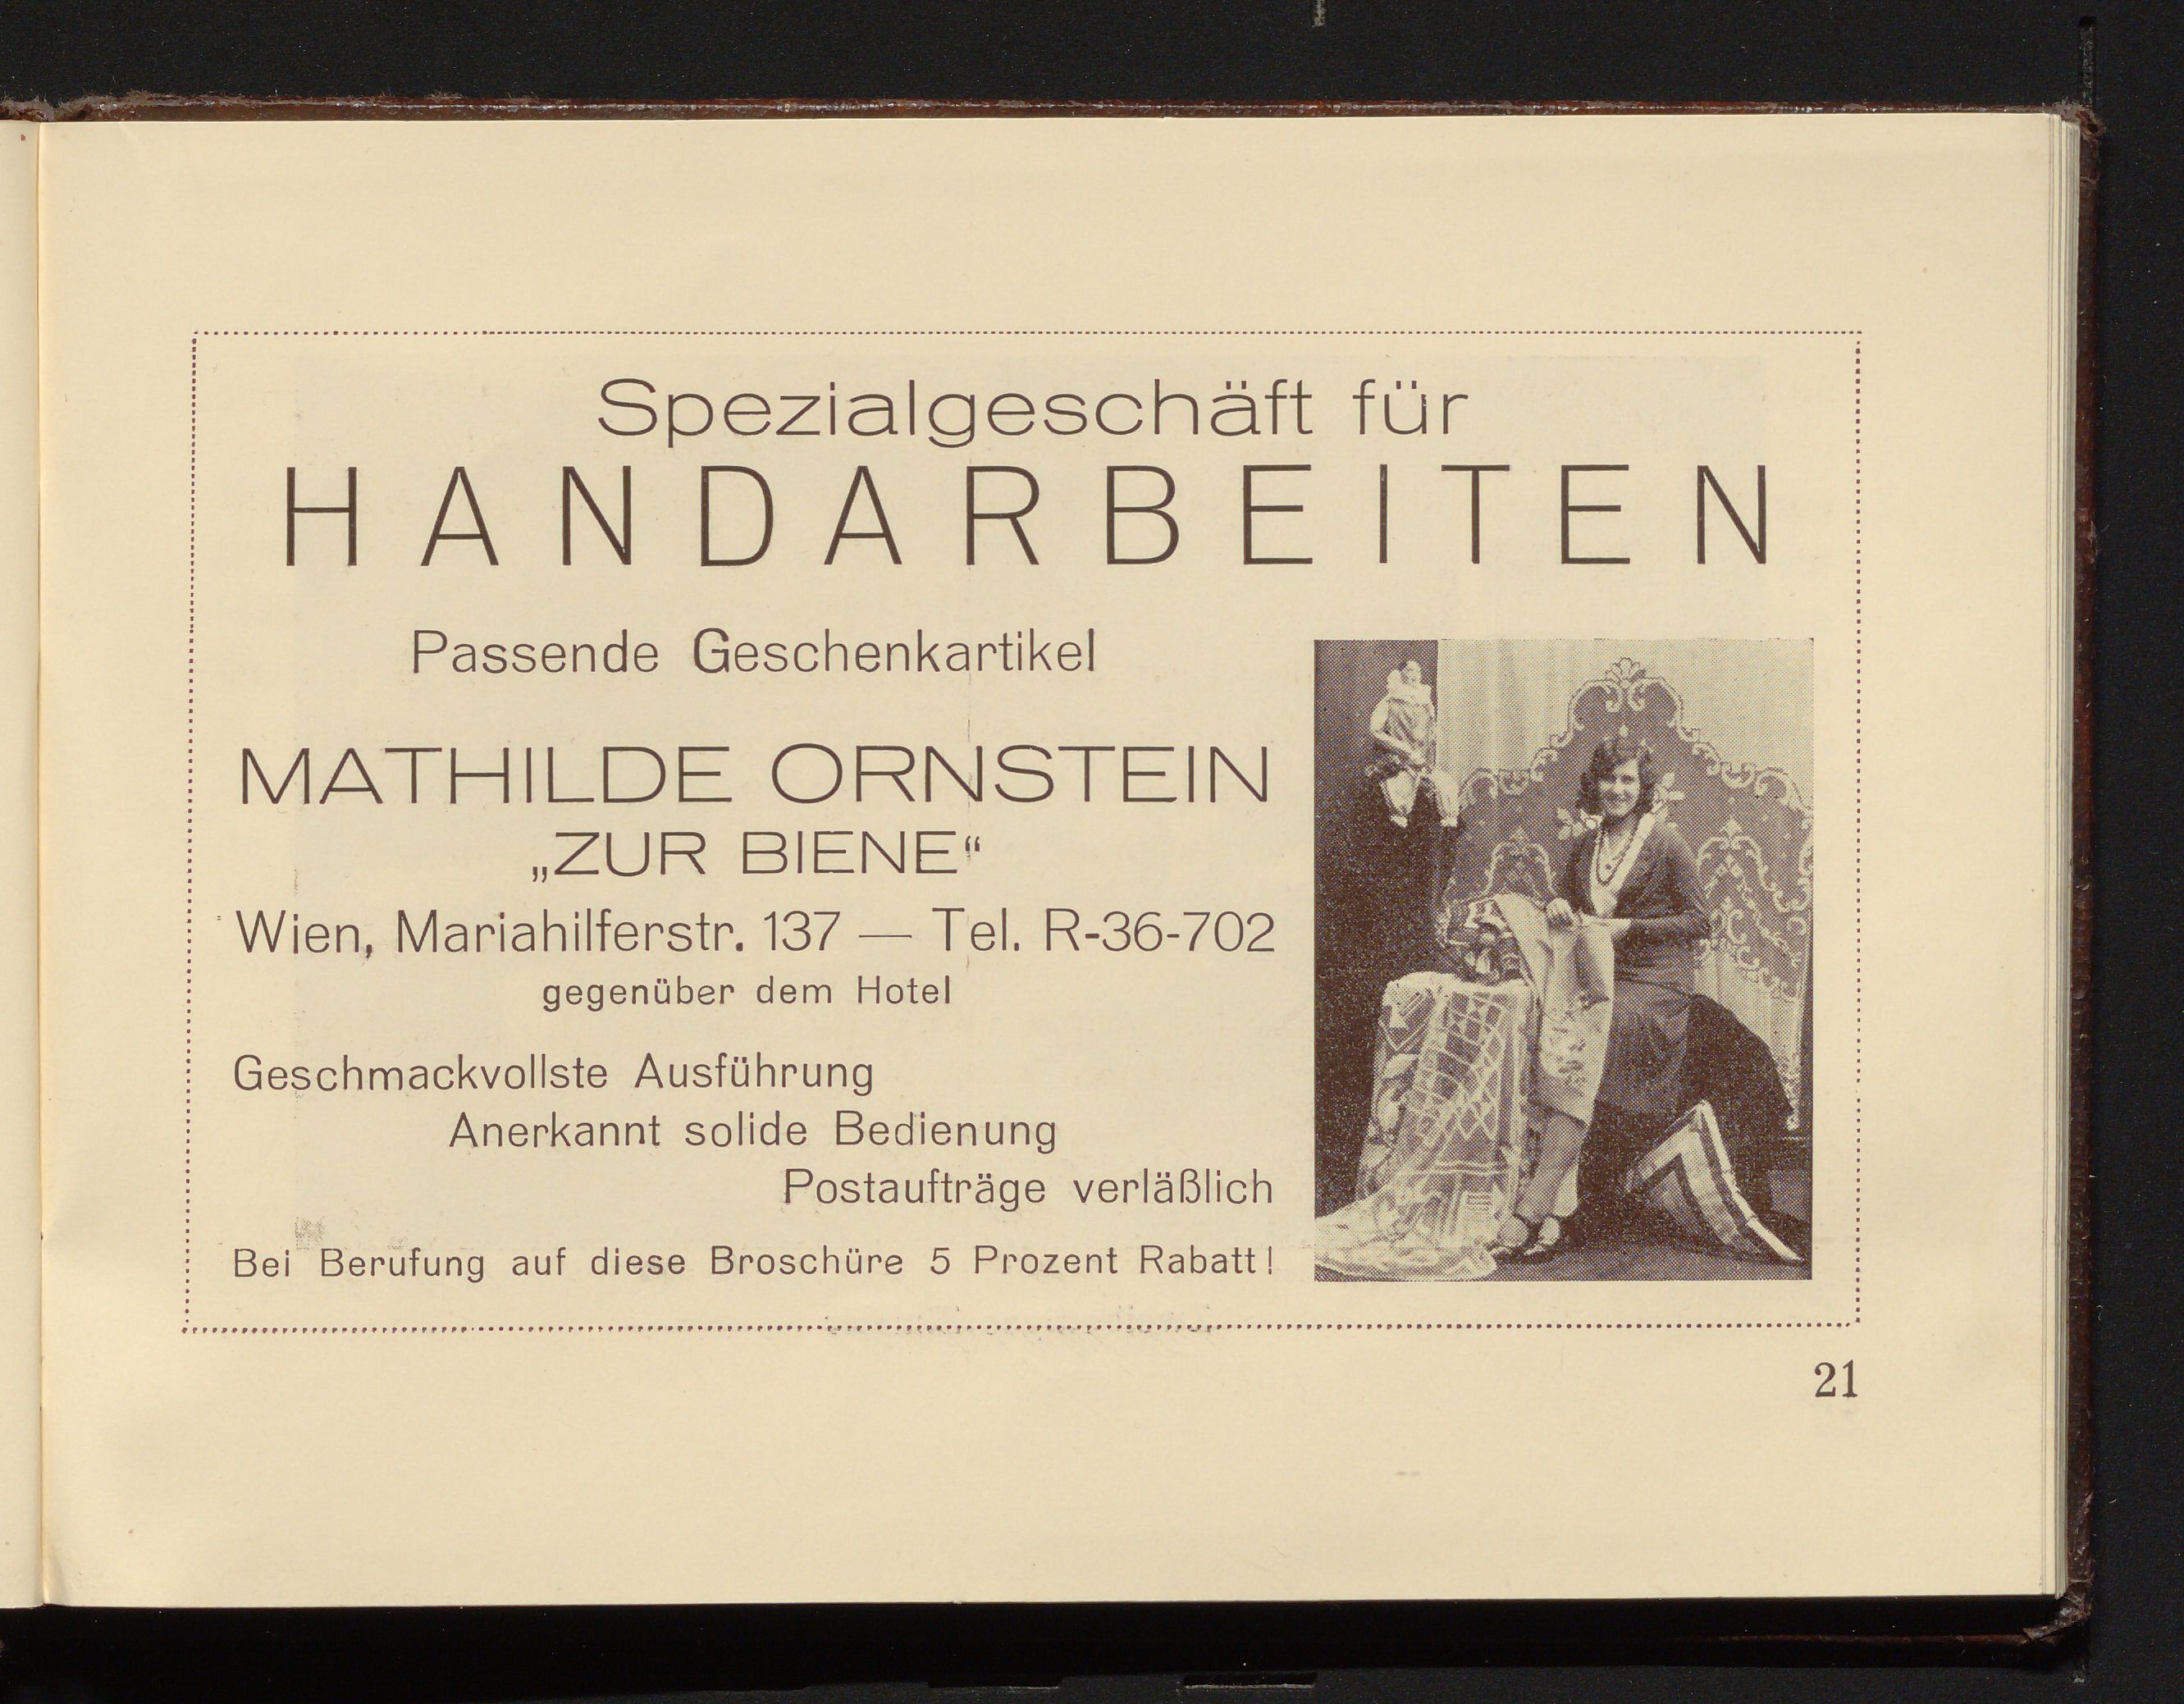 Spezialgeschäft für
HANDARBEITEN
Passende Geschenkartikel
MATHILDE ORNSTEIN
„ZUR BIENE“
Wien, Mariahilferstr. 137 — Tel. R-36-702
gegenüber dem Hotel
Geschmackvollste Ausführung
Anerkannt solide Bedienung
Postaufträge verläßlich
Bei Berufung auf diese Broschüre 5 Prozent Rabatt!
21